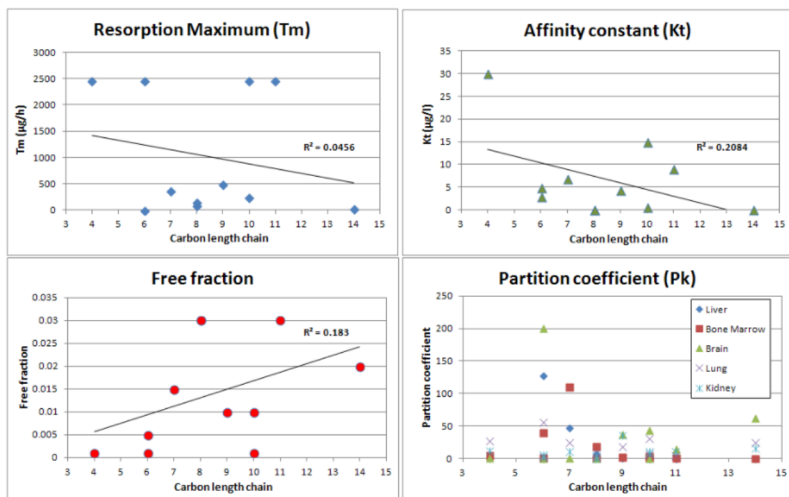 Resorption Maximum (Tm)
3000
2500
2000
1500
1000
500
0
Tm (µg/h)
R² = 0.0456
3 4 5 6 7 8 9 10 11 12 13 14 15
Carbon length chain
Affinity constant (Kt)
35
30
25
20
15
10
5
0
Kt (µg/l)
R² = 0.2084
3 4 5 6 7 8 9 10 11 12 13 14 15
Carbon length chain
Free fraction
0.035
0.03
0.025
0.02
0.015
0.01
0.005
0
Free fraction
R² = 0.183
3 4 5 6 7 8 9 10 11 12 13 14 15
Carbon length chain
Partition coefficient (Pk)
250
200
150
100
50
0
Partition coefficient
Liver
Bone Marrow
Brain
Lung
Kidney
3 4 5 6 7 8 9 10 11 12 13 14 15
Carbon length chain